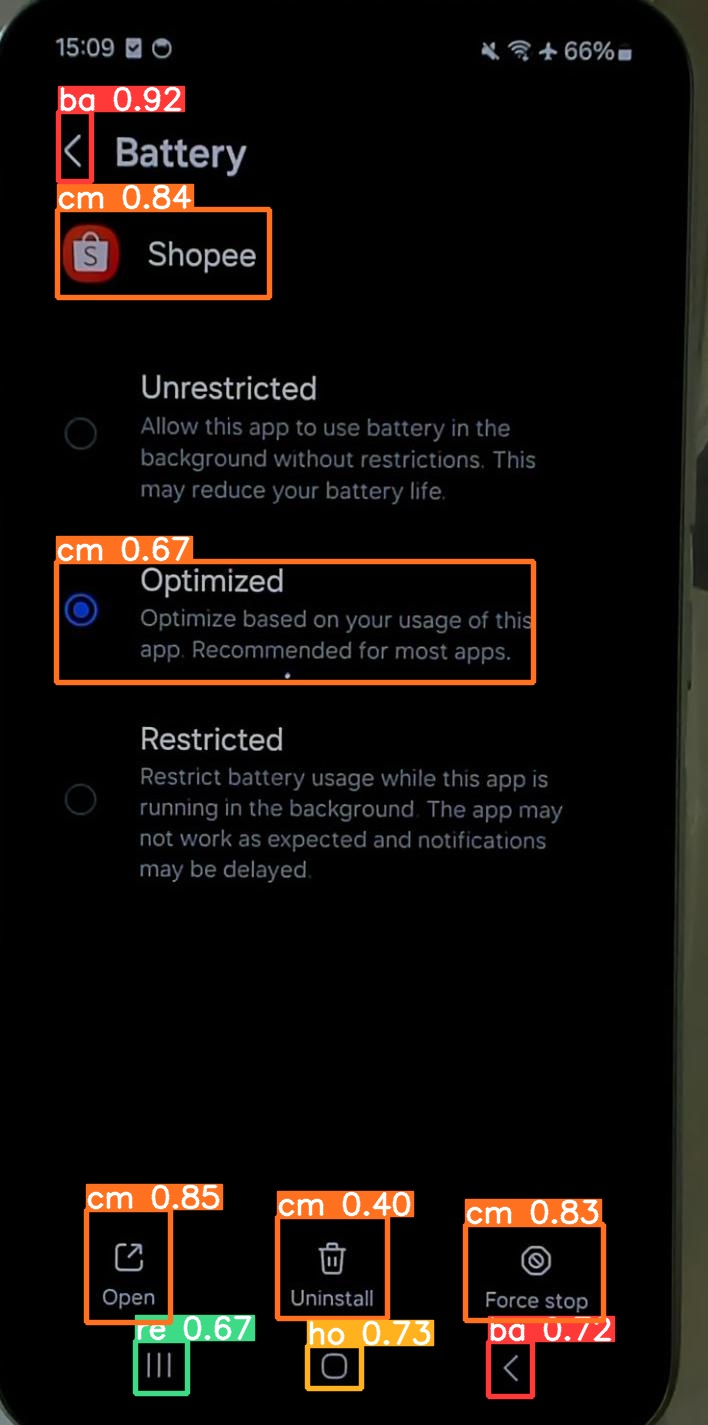 15:09 66%
ba 0.92
Battery
cm 0.84
S Shopee
Unrestricted
Allow this app to use battery in the
background without restrictions. This
may reduce your battery life.
cm 0.67
Optimized
Optimize based on your usage of this
app. Recommended for most apps.
Restricted
Restrict battery usage while this app is
running in the background. The app may
not work as expected and notifications
may be delayed.
cm 0.85 cm 0.40 cm 0.83
Open Uninstall Force stop
re 0.67 ho 0.73 ba 0.72